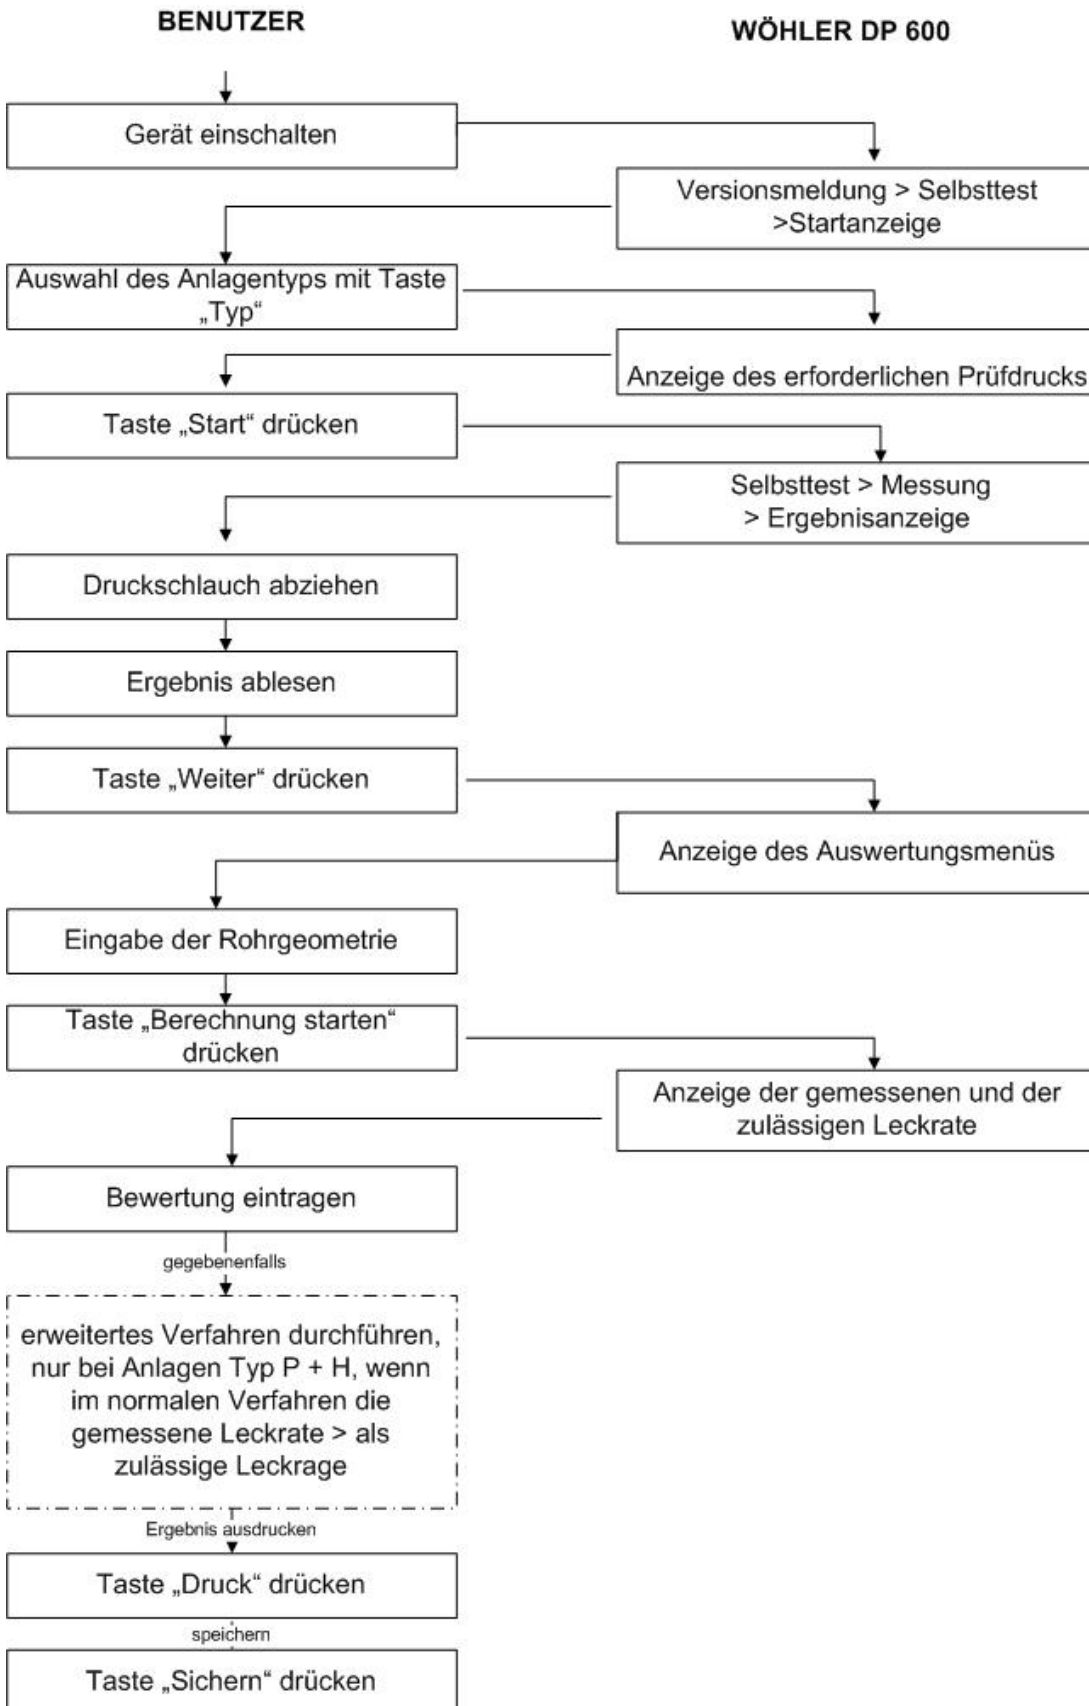 BENUTZER
WÖHLER DP 600
Gerät einschalten
Versionsmeldung > Selbsttest
>Startanzeige
Auswahl des Anlagentyps mit Taste
„Typ“
Anzeige des erforderlichen Prüfdrucks
Taste „Start“ drücken
Selbsttest > Messung
> Ergebnisanzeige
Druckschlauch abziehen
Ergebnis ablesen
Taste „Weiter“ drücken
Anzeige des Auswertungsmenüs
Eingabe der Rohrgeometrie
Taste „Berechnung starten“
drücken
Anzeige der gemessenen und der
zulässigen Leckrate
Bewertung eintragen
gegebenenfalls
erweitertes Verfahren durchführen,
nur bei Anlagen Typ P + H, wenn
im normalen Verfahren die
gemessene Leckrate > als
zulässige Leckrage
Ergebnis ausdrucken
Taste „Druck“ drücken
speichern
Taste „Sichern“ drücken